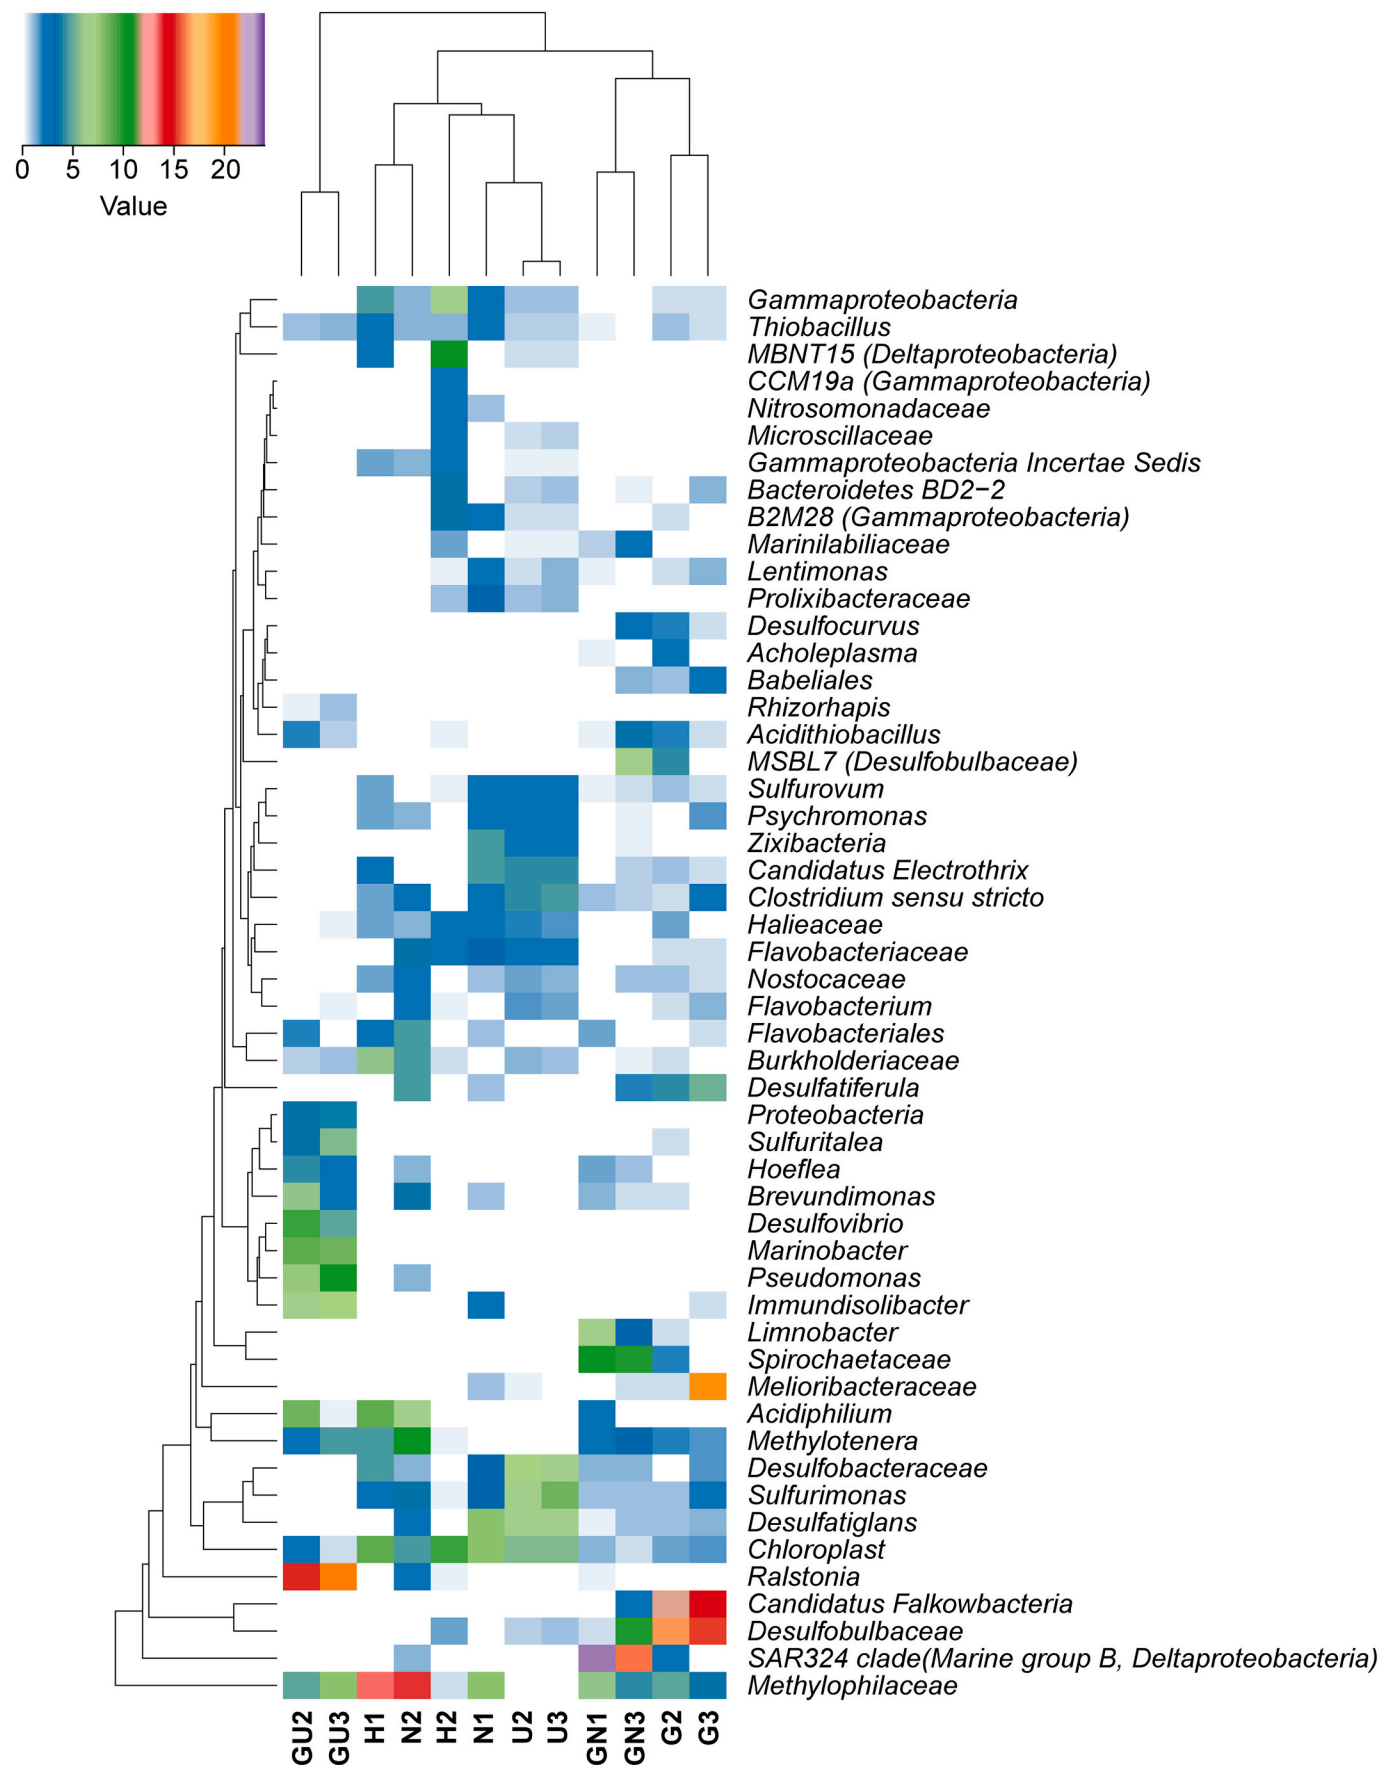 0 5 10 15 20
Value
Gammaproteobacteria
Thiobacillus
MBNT15 (Deltaproteobacteria)
CCM19a (Gammaproteobacteria)
Nitrosomonadaceae
Microscillaceae
Gammaproteobacteria Incertae Sedis
Bacteroidetes BD2−2
B2M28 (Gammaproteobacteria)
Marinilabiliaceae
Lentimonas
Prolixibacteraceae
Desulfocurvus
Acholeplasma
Babeliales
Rhizorhapis
Acidithiobacillus
MSBL7 (Desulfobulbaceae)
Sulfurovum
Psychromonas
Zixibacteria
Candidatus Electrothrix
Clostridium sensu stricto
Halieaceae
Flavobacteriaceae
Nostocaceae
Flavobacterium
Flavobacteriales
Burkholderiaceae
Desulfatiferula
Proteobacteria
Sulfuritalea
Hoeflea
Brevundimonas
Desulfovibrio
Marinobacter
Pseudomonas
Immundisolibacter
Limnobacter
Spirochaetaceae
Melioribacteraceae
Acidiphilium
Methylotenera
Desulfobacteraceae
Sulfurimonas
Desulfatiglans
Chloroplast
Ralstonia
Candidatus Falkowbacteria
Desulfobulbaceae
SAR324 clade(Marine group B, Deltaproteobacteria)
Methylophilaceae
GU2 GU3 H1 N2 H2 N1 U2 U3 GN1 GN3 G2 G3